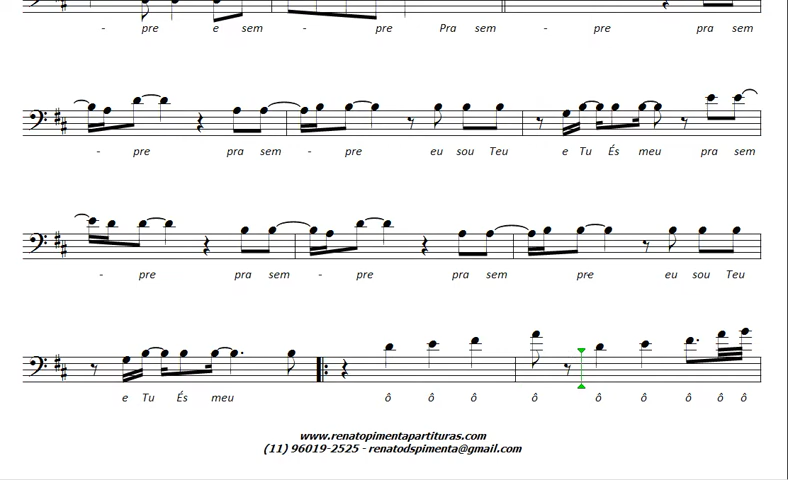 - pre e sem - pre Pra sem - pre pra sem
- pre pra sem - pre eu sou Teu e Tu És meu pra sem
- pre pra sem - pre pra sem pre eu sou Teu
e Tu És meu ô ô ô ô ô ô ô ô ô
www.renatopimentapartituras.com
(11) 96019-2525 - renatodspimenta@gmail.com